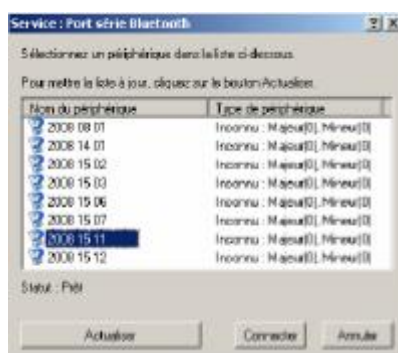 Service : Port série Bluetooth
Sélectionnez un périphérique dans la liste ci-dessous.
Pour mettre la liste à jour, cliquez sur le bouton Actualiser.
Nom du périphérique Type de périphérique
2008 08 01 Inconnu : Majeur[0], Mineur[0]
2008 14 01 Inconnu : Majeur[0], Mineur[0]
2008 15 02 Inconnu : Majeur[0], Mineur[0]
2008 15 03 Inconnu : Majeur[0], Mineur[0]
2008 15 06 Inconnu : Majeur[0], Mineur[0]
2008 15 07 Inconnu : Majeur[0], Mineur[0]
2008 15 11 Inconnu : Majeur[0], Mineur[0]
2008 15 12 Inconnu : Majeur[0], Mineur[0]
Statut : Prêt
Actualiser Connecter Annuler